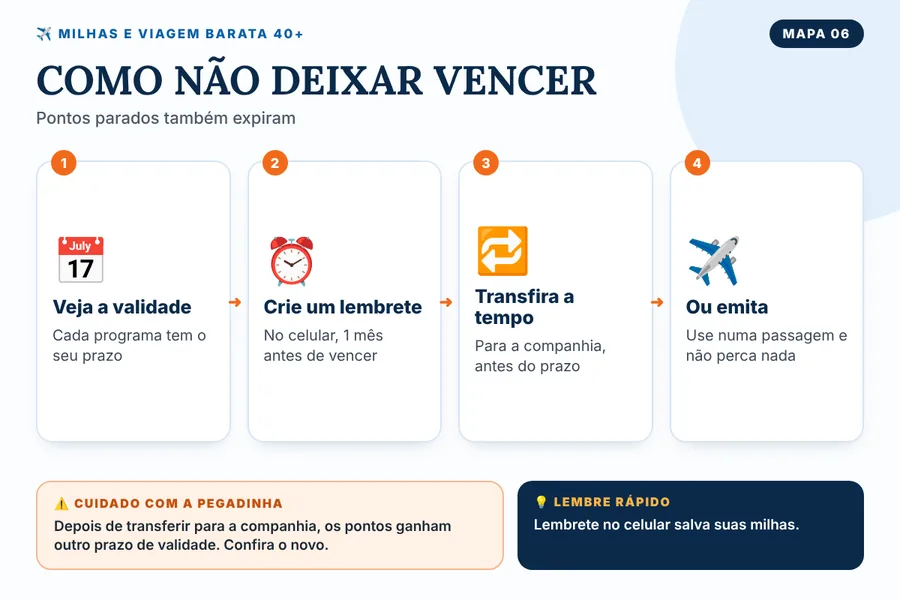 ✈️ MILHAS E VIAGEM BARATA 40+
MAPA 06
COMO NÃO DEIXAR VENCER
Pontos parados também expiram
1
July
17
Veja a validade
Cada programa tem o
seu prazo
2
Crie um lembrete
No celular, 1 mês
antes de vencer
3
Transfira a
tempo
Para a companhia,
antes do prazo
4
Ou emita
Use numa passagem e
não perca nada
⚠️ CUIDADO COM A PEGADINHA
Depois de transferir para a companhia, os pontos ganham
outro prazo de validade. Confira o novo.
💡 LEMBRE RÁPIDO
Lembrete no celular salva suas milhas.